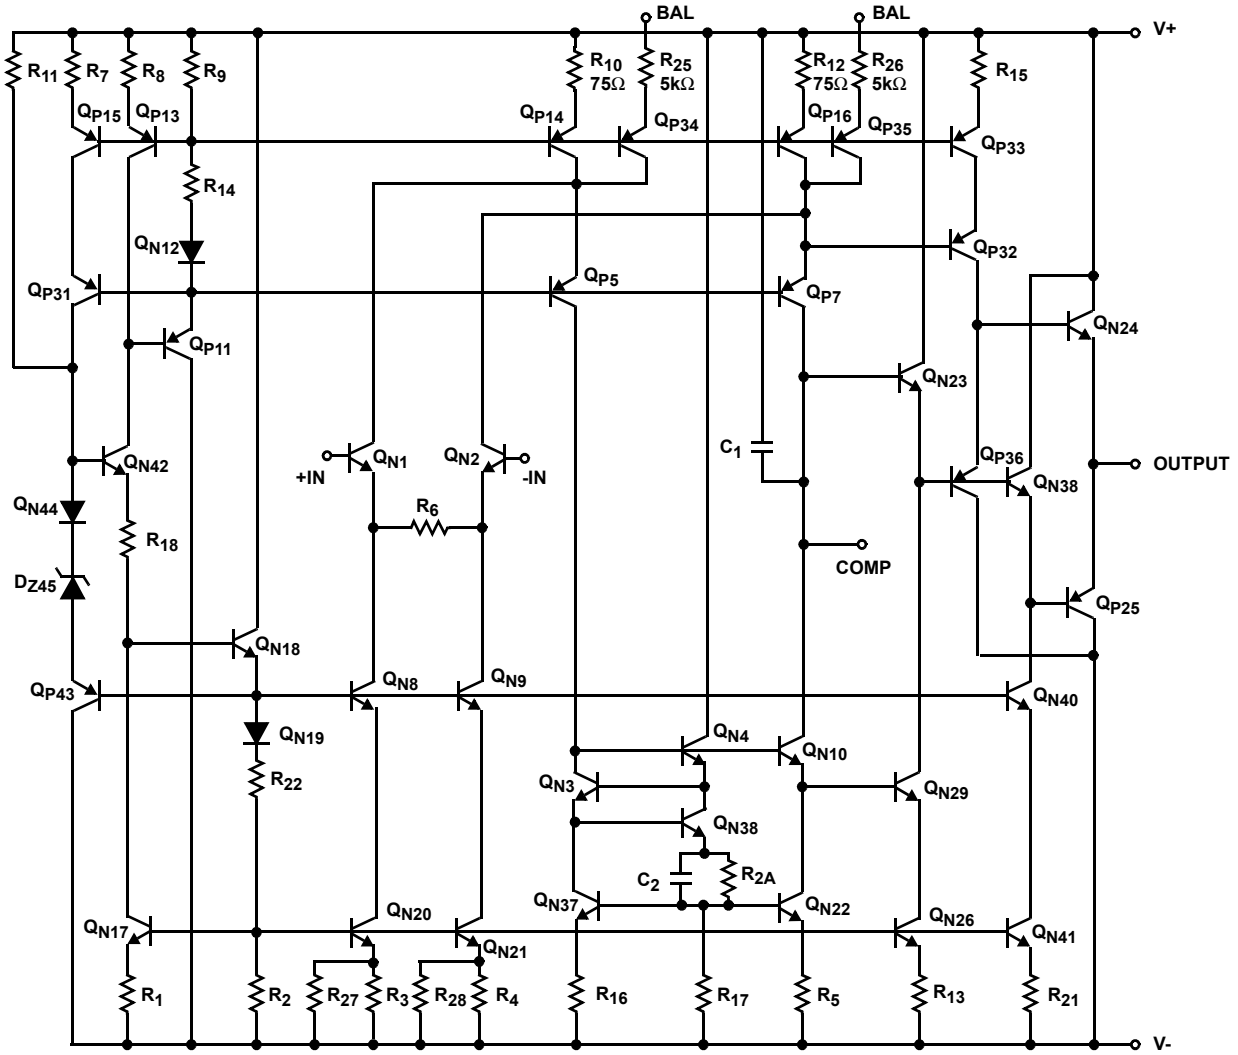 BAL BAL
V+
R11 R7 R8 R9 R10 75Ω R25 5kΩ R12 75Ω R26 5kΩ R15
QP15 QP13 QP14 QP34 QP16 QP35 QP33
R14
QN12 QP32
QP31 QP5 QP7
QP11 QN24
QN23
C1
QN42 +IN QN1 QN2 -IN QP36 QN38 OUTPUT
QN44 R18 R6
DZ45 COMP QP25
QN18
QP43 QN8 QN9 QN40
QN19 QN4 QN10
R22 QN3 QN29
QN38
C2 R2A
QN17 QN20 QN21 QN37 QN22 QN26 QN41
R1 R2 R27 R3 R28 R4 R16 R17 R5 R13 R21
V-